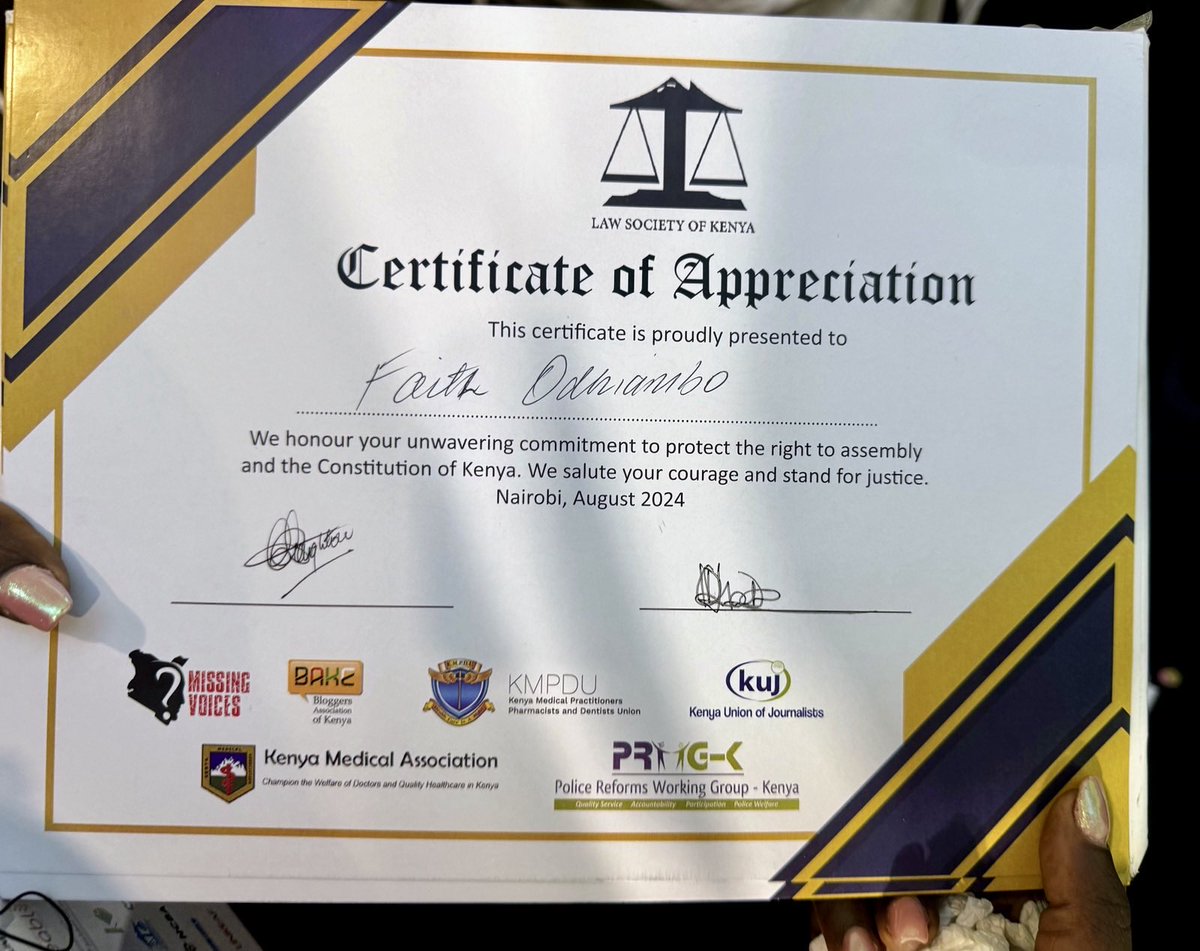 LAW SOCIETY OF KENYA
Certificate of Appreciation
This certificate is proudly presented to
Faith Odhiambo
We honour your unwavering commitment to protect the right to assembly
and the Constitution of Kenya. We salute your courage and stand for justice.
Nairobi, August 2024
MISSING
VOICES
BAKE
Bloggers
Association
of Kenya
KMPDU
Kenya Medical Practitioners
Pharmacists and Dentists Union
kuj
Kenya Union of Journalists
Kenya Medical Association
Champion the Welfare of Doctors and Quality Healthcare in Kenya
PRWG-K
Police Reforms Working Group - Kenya
Quality Service Accountability Participation Police Welfare
NCBA